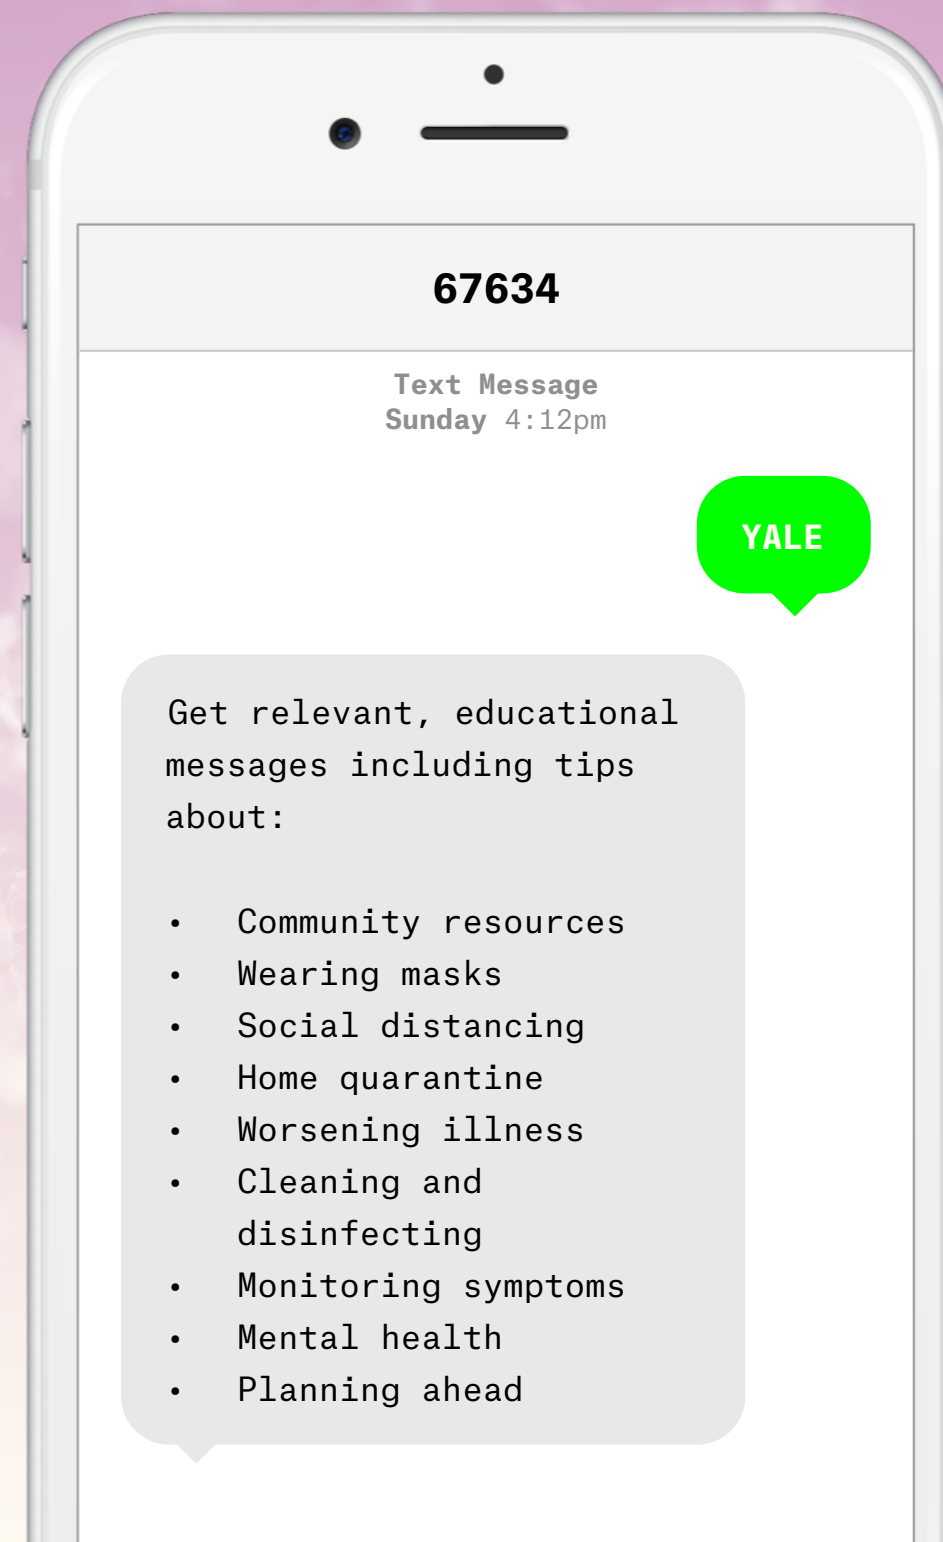 67634
Text Message
Sunday 4:12pm
YALE
Get relevant, educational
messages including tips
about:
• Community resources
• Wearing masks
• Social distancing
• Home quarantine
• Worsening illness
• Cleaning and
disinfecting
• Monitoring symptoms
• Mental health
• Planning ahead